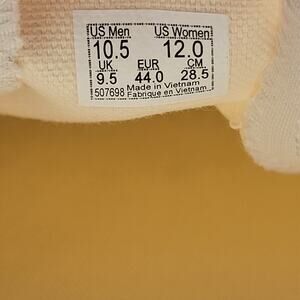 US Men US Women
10.5 12.0
UK EUR CM
9.5 44.0 28.5
Made in Vietnam
507698 Fabrique en Vietnam